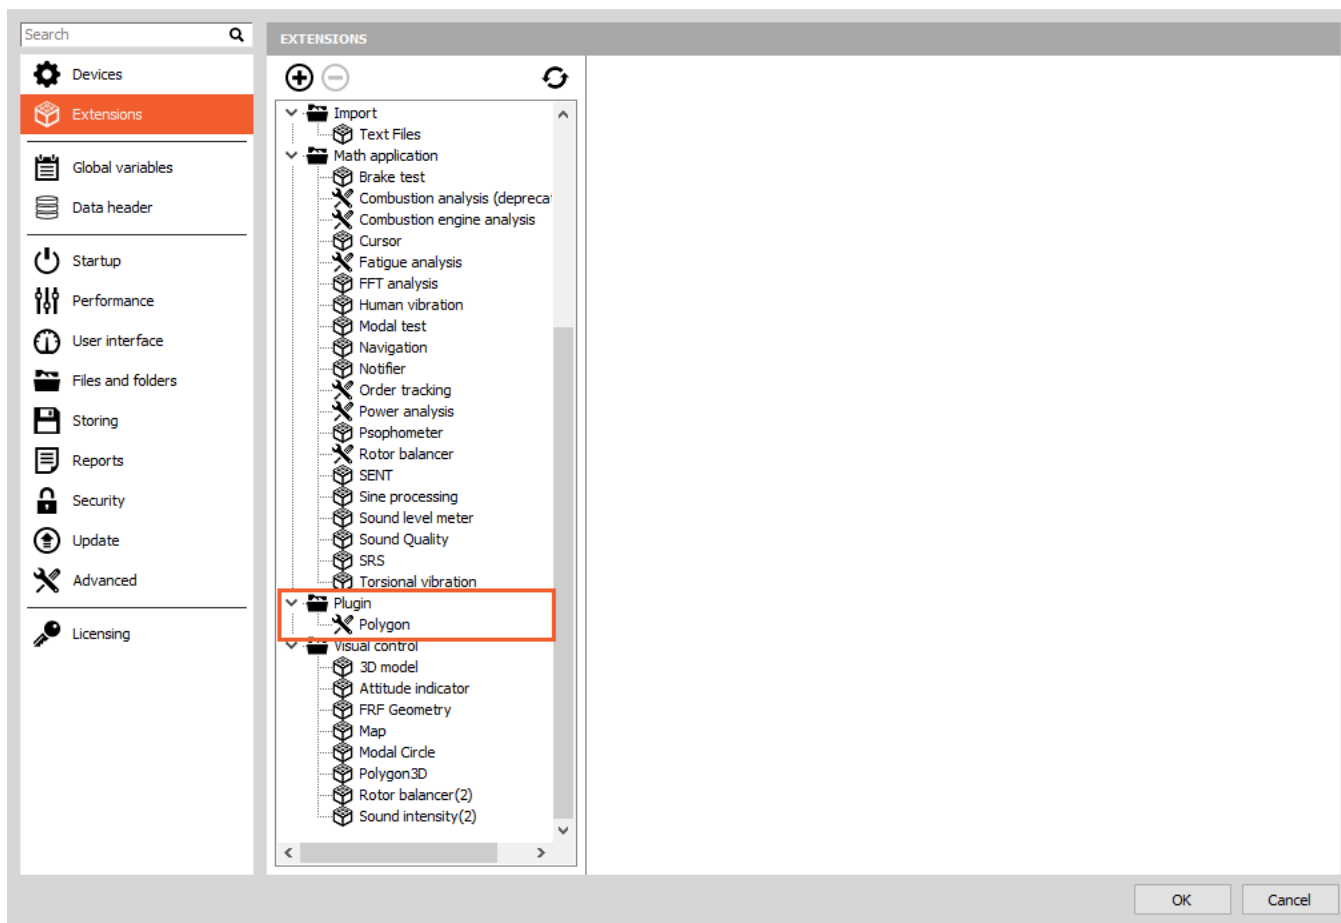 Search
EXTENSIONS
Devices
Extensions
Global variables
Data header
Startup
Performance
User interface
Files and folders
Storing
Reports
Security
Update
Advanced
Licensing
Import
Text Files
Math application
Brake test
Combustion analysis (depreca
Combustion engine analysis
Cursor
Fatigue analysis
FFT analysis
Human vibration
Modal test
Navigation
Notifier
Order tracking
Power analysis
Psophometer
Rotor balancer
SENT
Sine processing
Sound level meter
Sound Quality
SRS
Torsional vibration
Plugin
Polygon
Visual control
3D model
Attitude indicator
FRF Geometry
Map
Modal Circle
Polygon3D
Rotor balancer(2)
Sound intensity(2)
OK Cancel